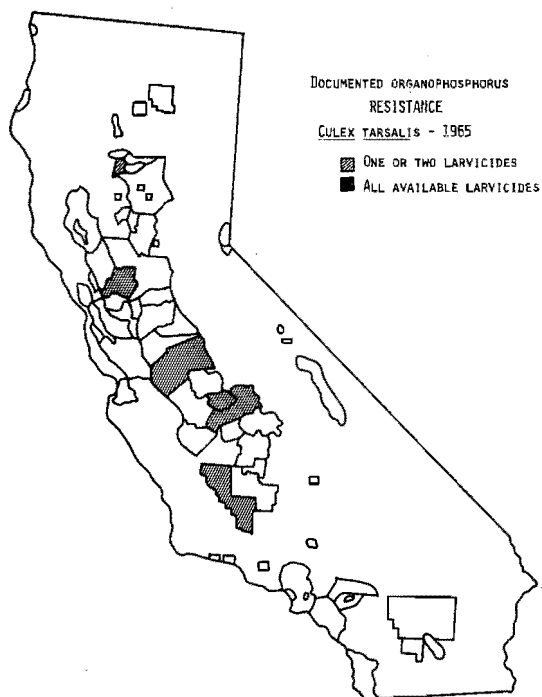 DOCUMENTED ORGANOPHOSPHORUS
RESISTANCE
CULEX TARSALIS - 1965
ONE OR TWO LARVICIDES
ALL AVAILABLE LARVICIDES